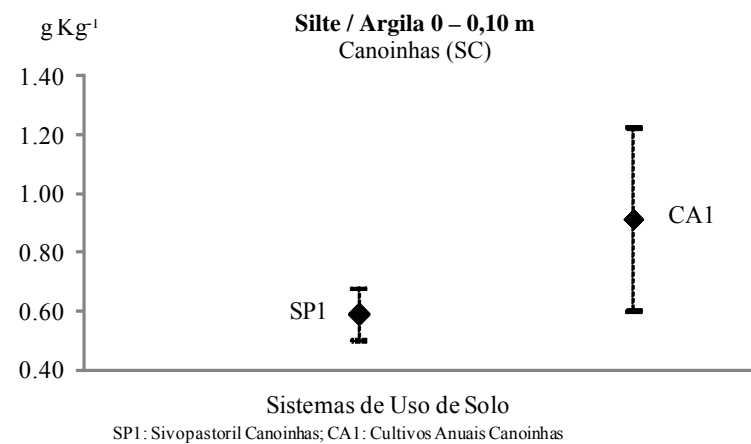 g Kg-1
Silte / Argila 0 – 0,10 m
Canoinhas (SC)
1.40
1.20
1.00
0.80
0.60
0.40
SP1
CA1
Sistemas de Uso de Solo
SP1: Sivopastoril Canoinhas; CA1: Cultivos Anuais Canoinhas